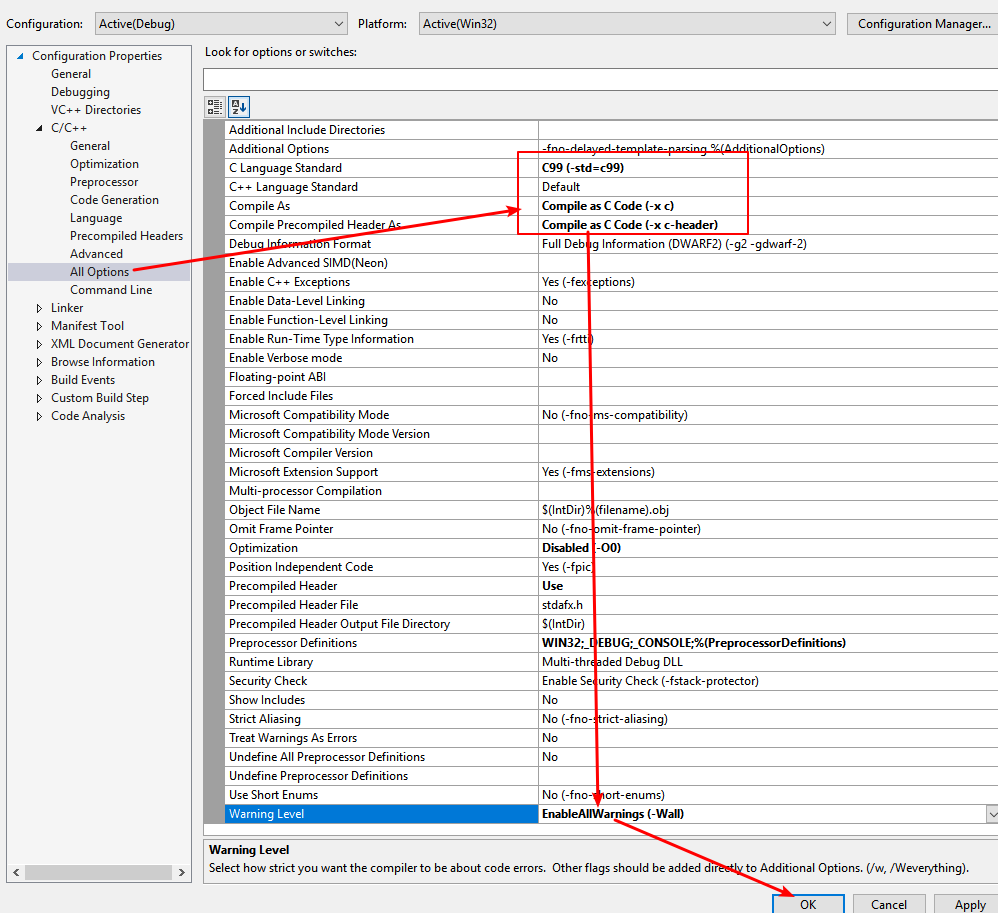 Configuration: Active(Debug) Platform: Active(Win32) Configuration Manager...
Configuration Properties
General
Debugging
VC++ Directories
C/C++
General
Optimization
Preprocessor
Code Generation
Language
Precompiled Headers
Advanced
All Options
Command Line
Linker
Manifest Tool
XML Document Generator
Browse Information
Build Events
Custom Build Step
Code Analysis
Look for options or switches:
Additional Include Directories
Additional Options -fno-delayed-template-parsing %(AdditionalOptions)
C Language Standard C99 (-std=c99)
C++ Language Standard Default
Compile As Compile as C Code (-x c)
Compile Precompiled Header As Compile as C Code (-x c-header)
Debug Information Format Full Debug Information (DWARF2) (-g2 -gdwarf-2)
Enable Advanced SIMD(Neon)
Enable C++ Exceptions Yes (-fexceptions)
Enable Data-Level Linking No
Enable Function-Level Linking No
Enable Run-Time Type Information Yes (-frtti)
Enable Verbose mode No
Floating-point ABI
Forced Include Files
Microsoft Compatibility Mode No (-fno-ms-compatibility)
Microsoft Compatibility Mode Version
Microsoft Compiler Version
Microsoft Extension Support Yes (-fms-extensions)
Multi-processor Compilation
Object File Name $(IntDir)%(filename).obj
Omit Frame Pointer No (-fno-omit-frame-pointer)
Optimization Disabled (-O0)
Position Independent Code Yes (-fpic)
Precompiled Header Use
Precompiled Header File stdafx.h
Precompiled Header Output File Directory $(IntDir)
Preprocessor Definitions WIN32;_DEBUG;_CONSOLE;%(PreprocessorDefinitions)
Runtime Library Multi-threaded Debug DLL
Security Check Enable Security Check (-fstack-protector)
Show Includes No
Strict Aliasing No (-fno-strict-aliasing)
Treat Warnings As Errors No
Undefine All Preprocessor Definitions No
Undefine Preprocessor Definitions
Use Short Enums No (-fno-short-enums)
Warning Level EnableAllWarnings (-Wall)
Warning Level
Select how strict you want the compiler to be about code errors.  Other flags should be added directly to Additional Options. (/w, /Weverything).
OK Cancel Apply